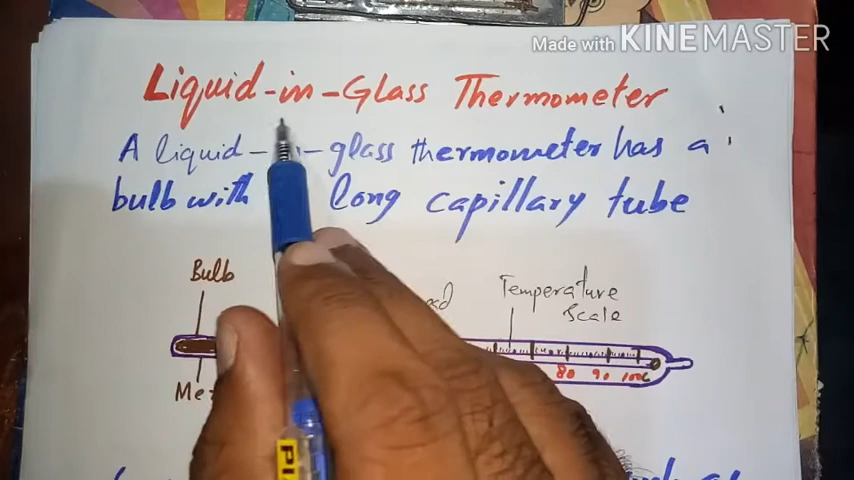 Made with KINEMASTER
Liquid-in-Glass Thermometer
A liquid-in-glass thermometer has a
bulb with long capillary tube
Bulb
Temperature
Scale
80 90 100